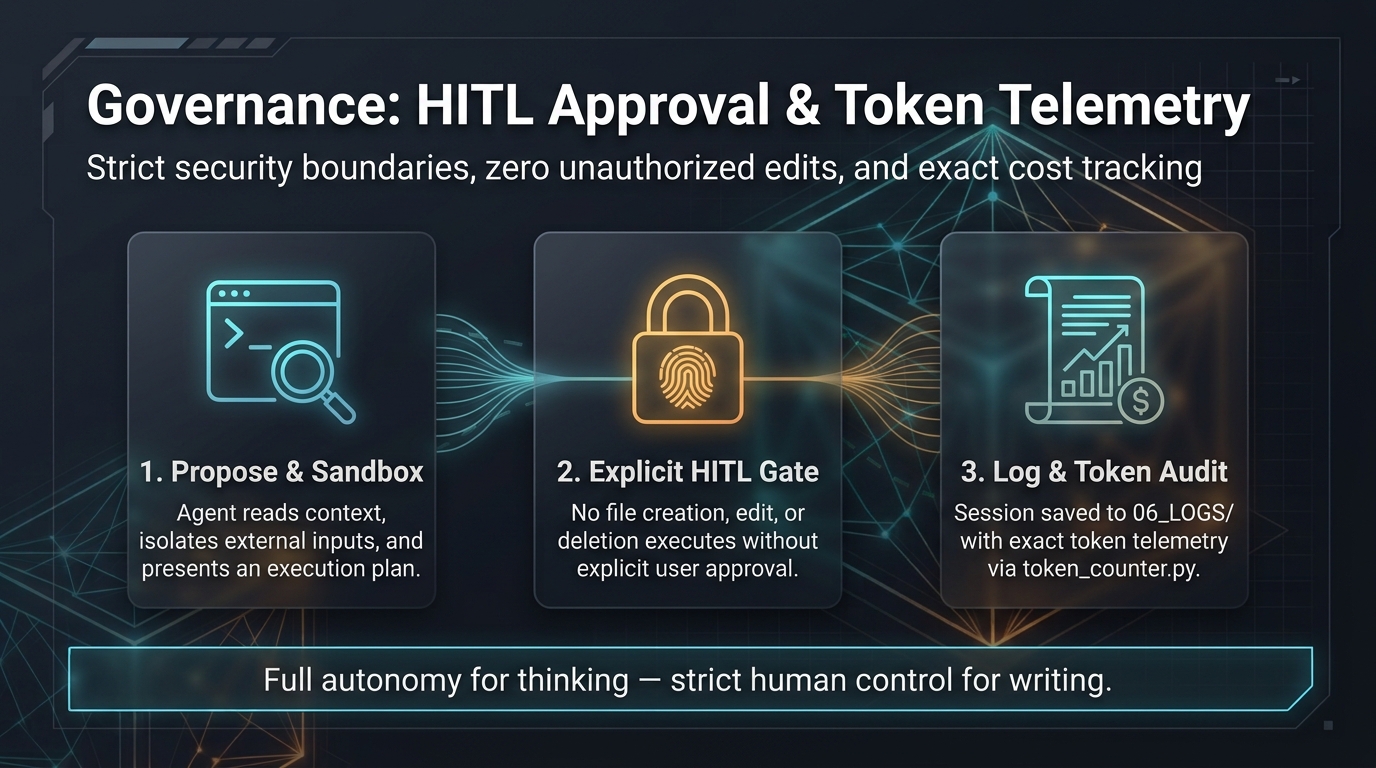 Governance: HITL Approval & Token Telemetry
Strict security boundaries, zero unauthorized edits, and exact cost tracking
1. Propose & Sandbox
Agent reads context,
isolates external inputs, and
presents an execution plan.
2. Explicit HITL Gate
No file creation, edit, or
deletion executes without
explicit user approval.
3. Log & Token Audit
Session saved to 06_LOGS/
with exact token telemetry
via token_counter.py.
Full autonomy for thinking — strict human control for writing.